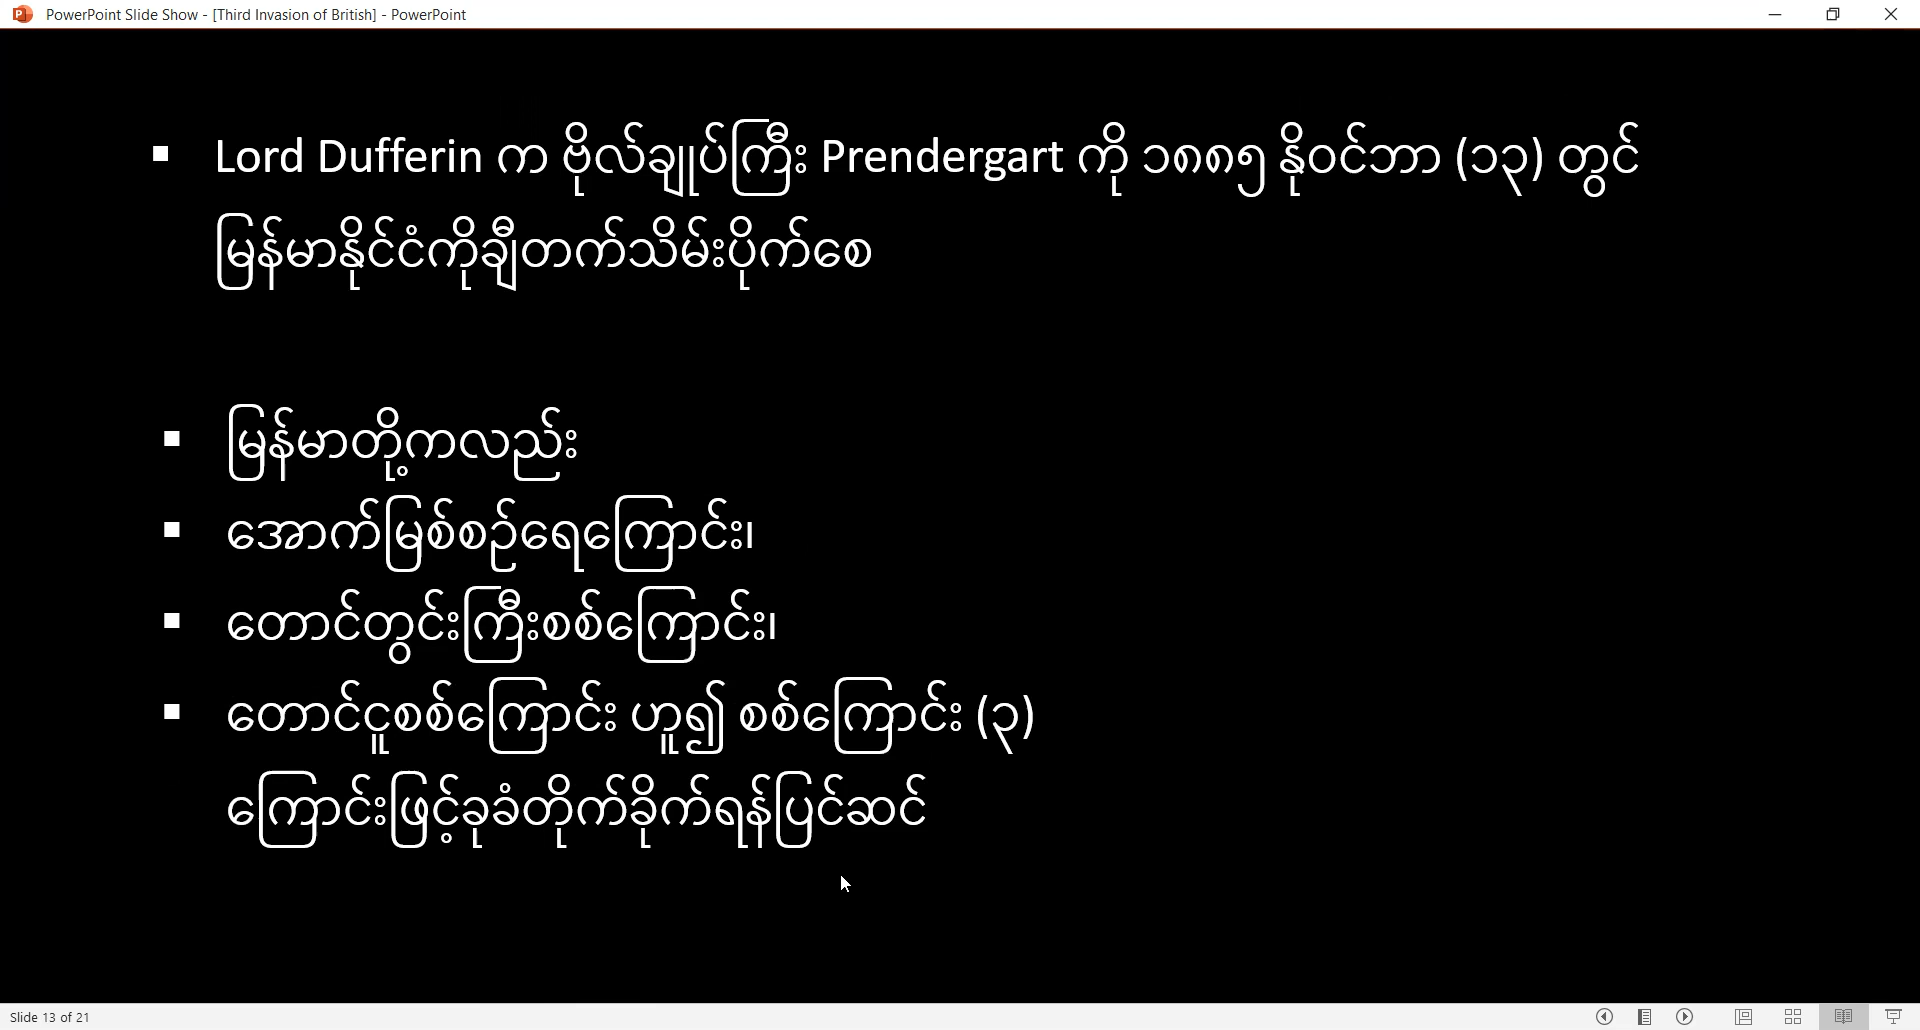 PowerPoint Slide Show - [Third Invasion of British] - PowerPoint
▪ Lord Dufferin က ဗိုလ်ချုပ်ကြီး Prendergart ကို ၁၈၈၅ နိုဝင်ဘာ (၁၃) တွင်
မြန်မာနိုင်ငံကိုချီတက်သိမ်းပိုက်စေ
▪ မြန်မာတို့ကလည်း
▪ အောက်မြစ်စဉ်ရေကြောင်း၊
▪ တောင်တွင်းကြီးစစ်ကြောင်း၊
▪ တောင်ငူစစ်ကြောင်း ဟူ၍ စစ်ကြောင်း (၃)
ကြောင်းဖြင့်ခုခံတိုက်ခိုက်ရန်ပြင်ဆင်
Slide 13 of 21